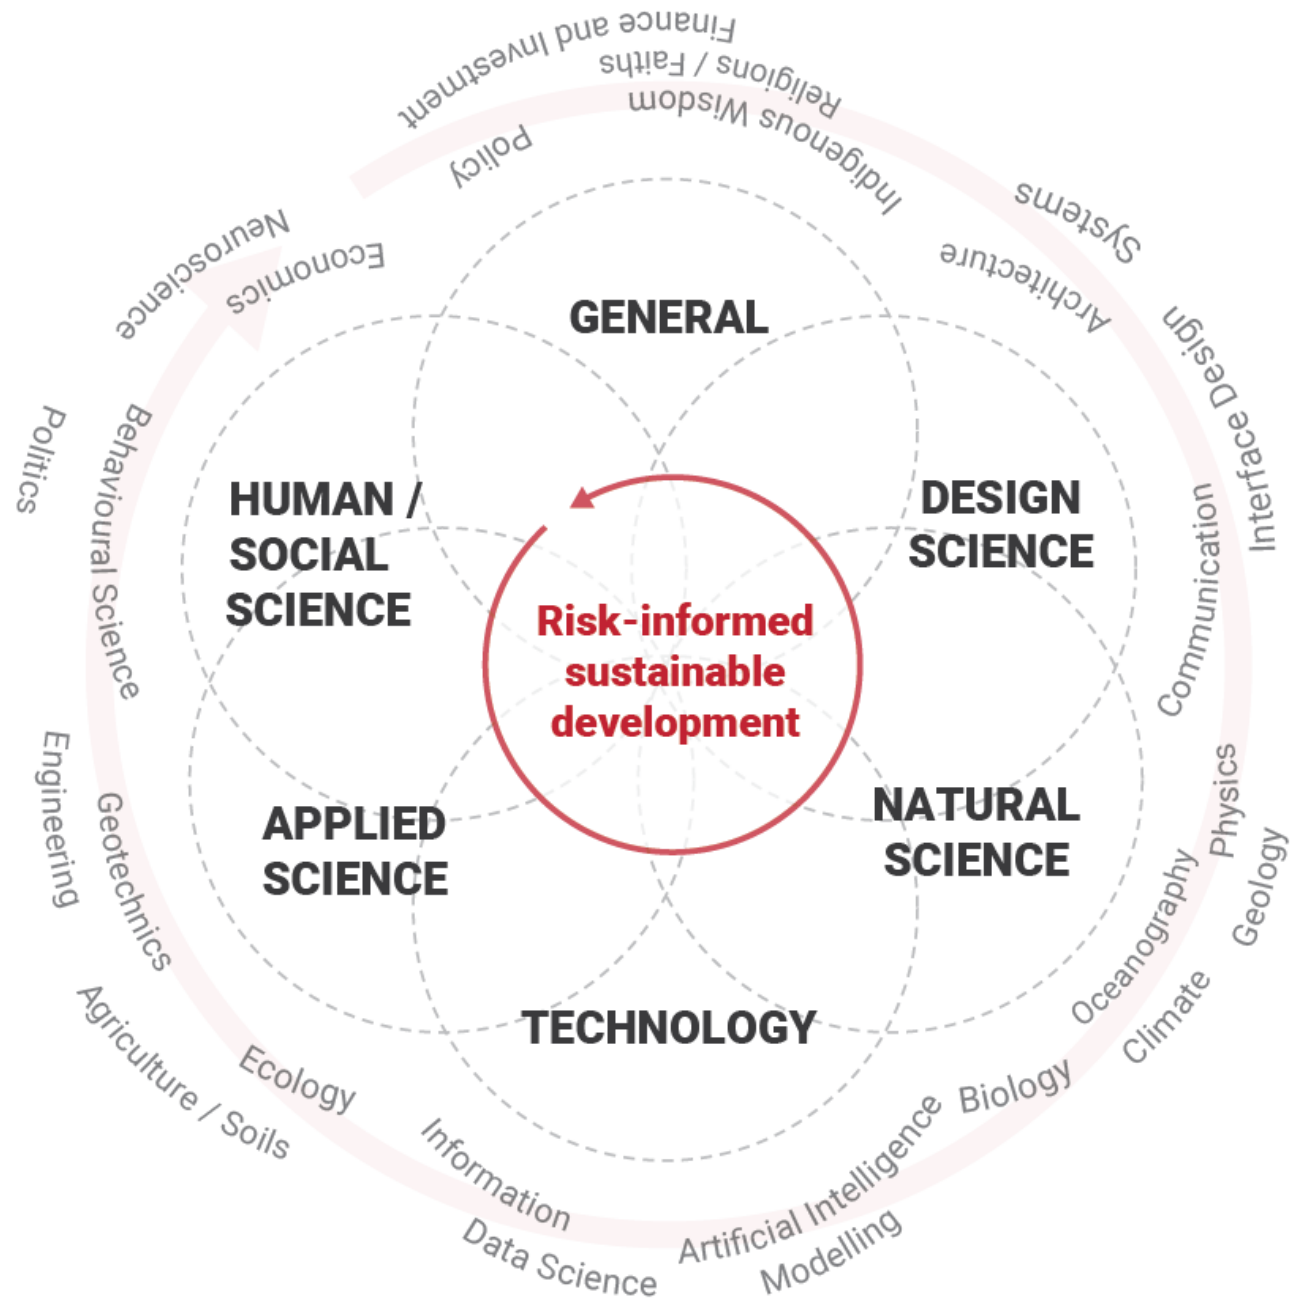 Finance and Investment
Religions / Faiths
Indigenous Wisdom
Policy
Systems
Architecture
Interface Design
Communication
Physics
Geology
Oceanography
Climate
Biology
Artificial Intelligence
Modelling
Information
Data Science
Ecology
Agriculture / Soils
Geotechnics
Engineering
Behavioural Science
Politics
Economics
Neuroscience
GENERAL
DESIGN
SCIENCE
NATURAL
SCIENCE
TECHNOLOGY
APPLIED
SCIENCE
HUMAN /
SOCIAL
SCIENCE
Risk-informed
sustainable
development